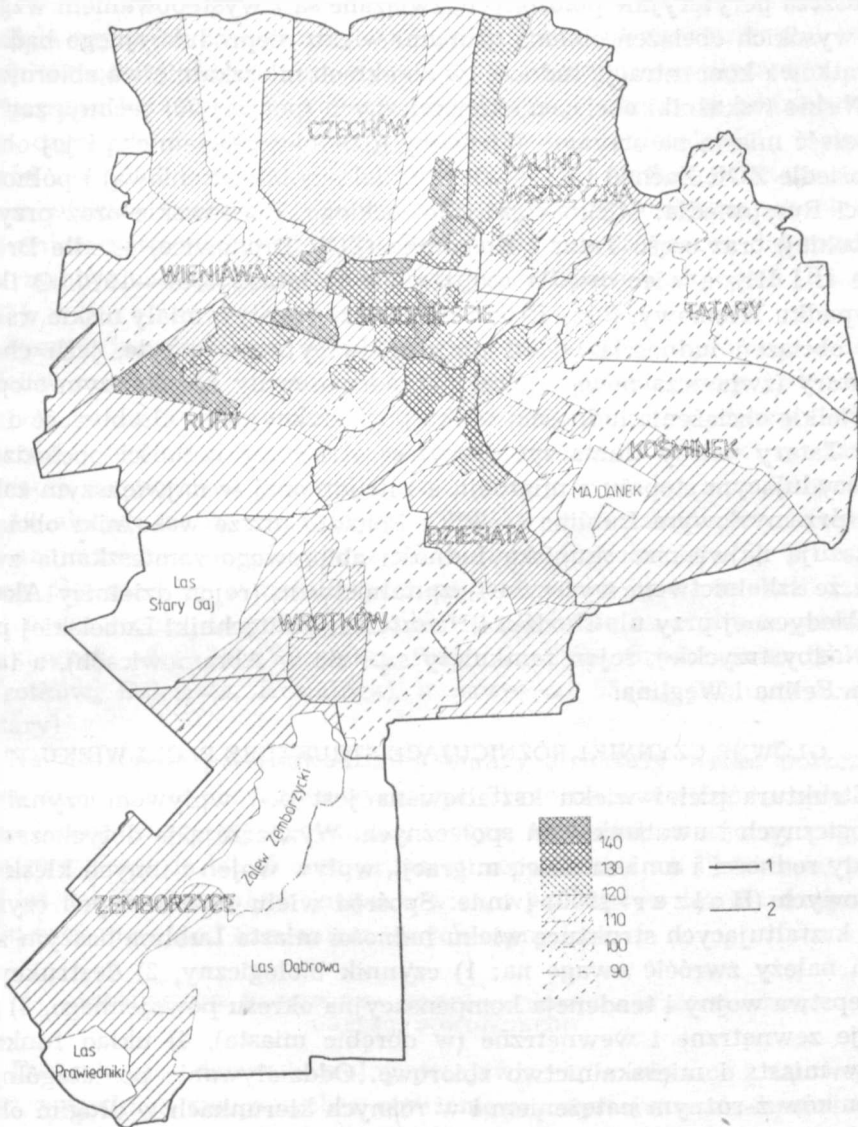 CZECHÓW
KALINO -
WSZCZYZNA
WIENIAWA
ŚRÓDMIEŚCIE
TATARY
RURY
KOŚMINEK
MAJDANEK
DZIESIĄTA
Las
Stary Gaj
WROTKÓW
Zalew Zemborzycki
ZEMBORZYCE
Las Dąbrowa
Las
Prawiedniki
140
130
120
110
100
90
1
2